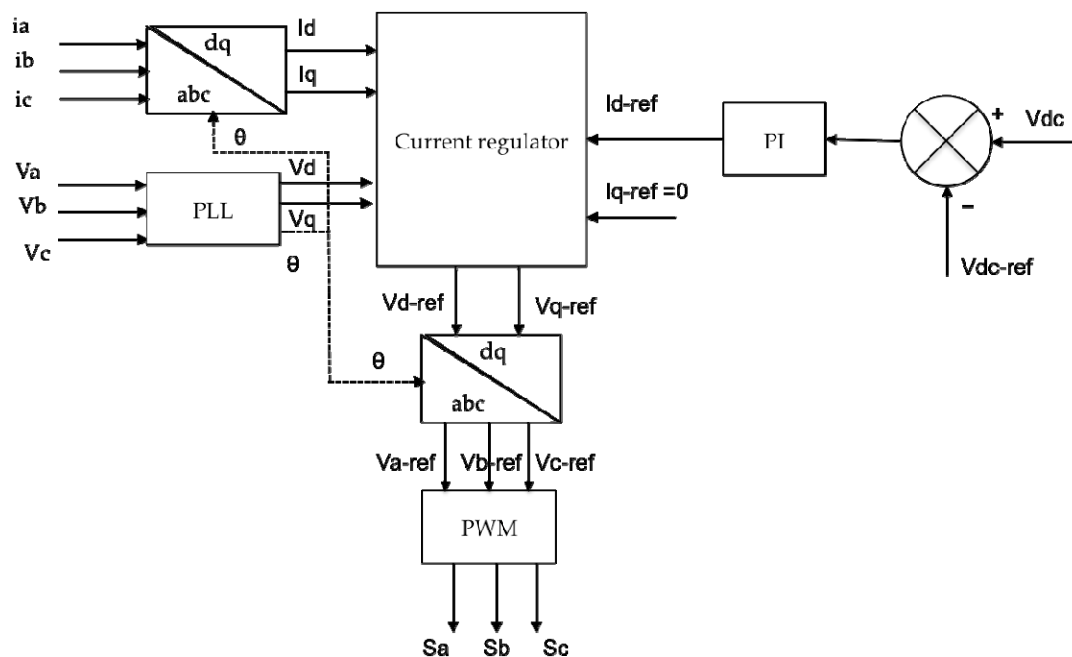 ia
ib
ic
dq
abc
Id
Iq
θ
Va
Vb
Vc
PLL
Vd
Vq
θ
Current regulator
Id-ref
Iq-ref =0
PI
+
Vdc
−
Vdc-ref
Vd-ref
Vq-ref
θ
dq
abc
Va-ref
Vb-ref
Vc-ref
PWM
Sa
Sb
Sc